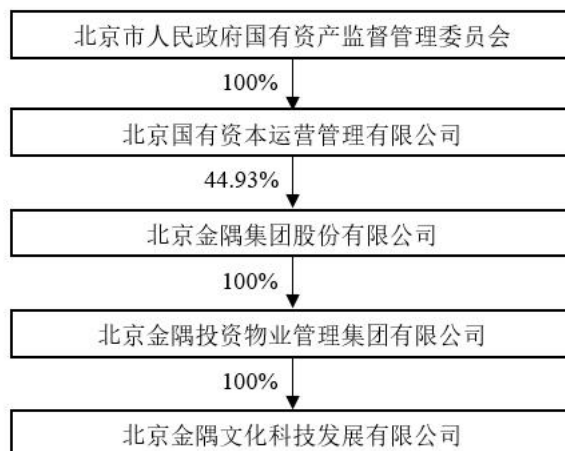 北京市人民政府国有资产监督管理委员会
100%
北京国有资本运营管理有限公司
44.93%
北京金隅集团股份有限公司
100%
北京金隅投资物业管理集团有限公司
100%
北京金隅文化科技发展有限公司